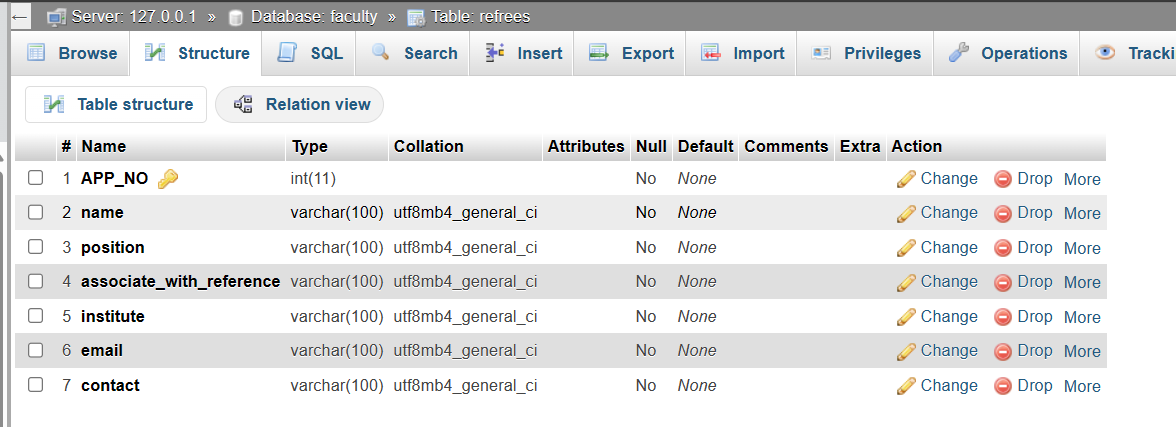 ← Server: 127.0.0.1 » Database: faculty » Table: refrees
Browse Structure SQL Search Insert Export Import Privileges Operations Tracki
Table structure Relation view
# Name Type Collation Attributes Null Default Comments Extra Action
1 APP_NO int(11) No None Change Drop More
2 name varchar(100) utf8mb4_general_ci No None Change Drop More
3 position varchar(100) utf8mb4_general_ci No None Change Drop More
4 associate_with_reference varchar(100) utf8mb4_general_ci No None Change Drop More
5 institute varchar(100) utf8mb4_general_ci No None Change Drop More
6 email varchar(100) utf8mb4_general_ci No None Change Drop More
7 contact varchar(100) utf8mb4_general_ci No None Change Drop More